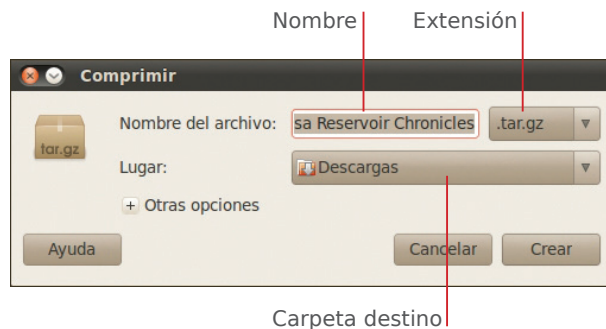 Nombre Extensión
Comprimir
tar.gz
Nombre del archivo: sa Reservoir Chronicles .tar.gz
Lugar: Descargas
+ Otras opciones
Ayuda Cancelar Crear
Carpeta destino